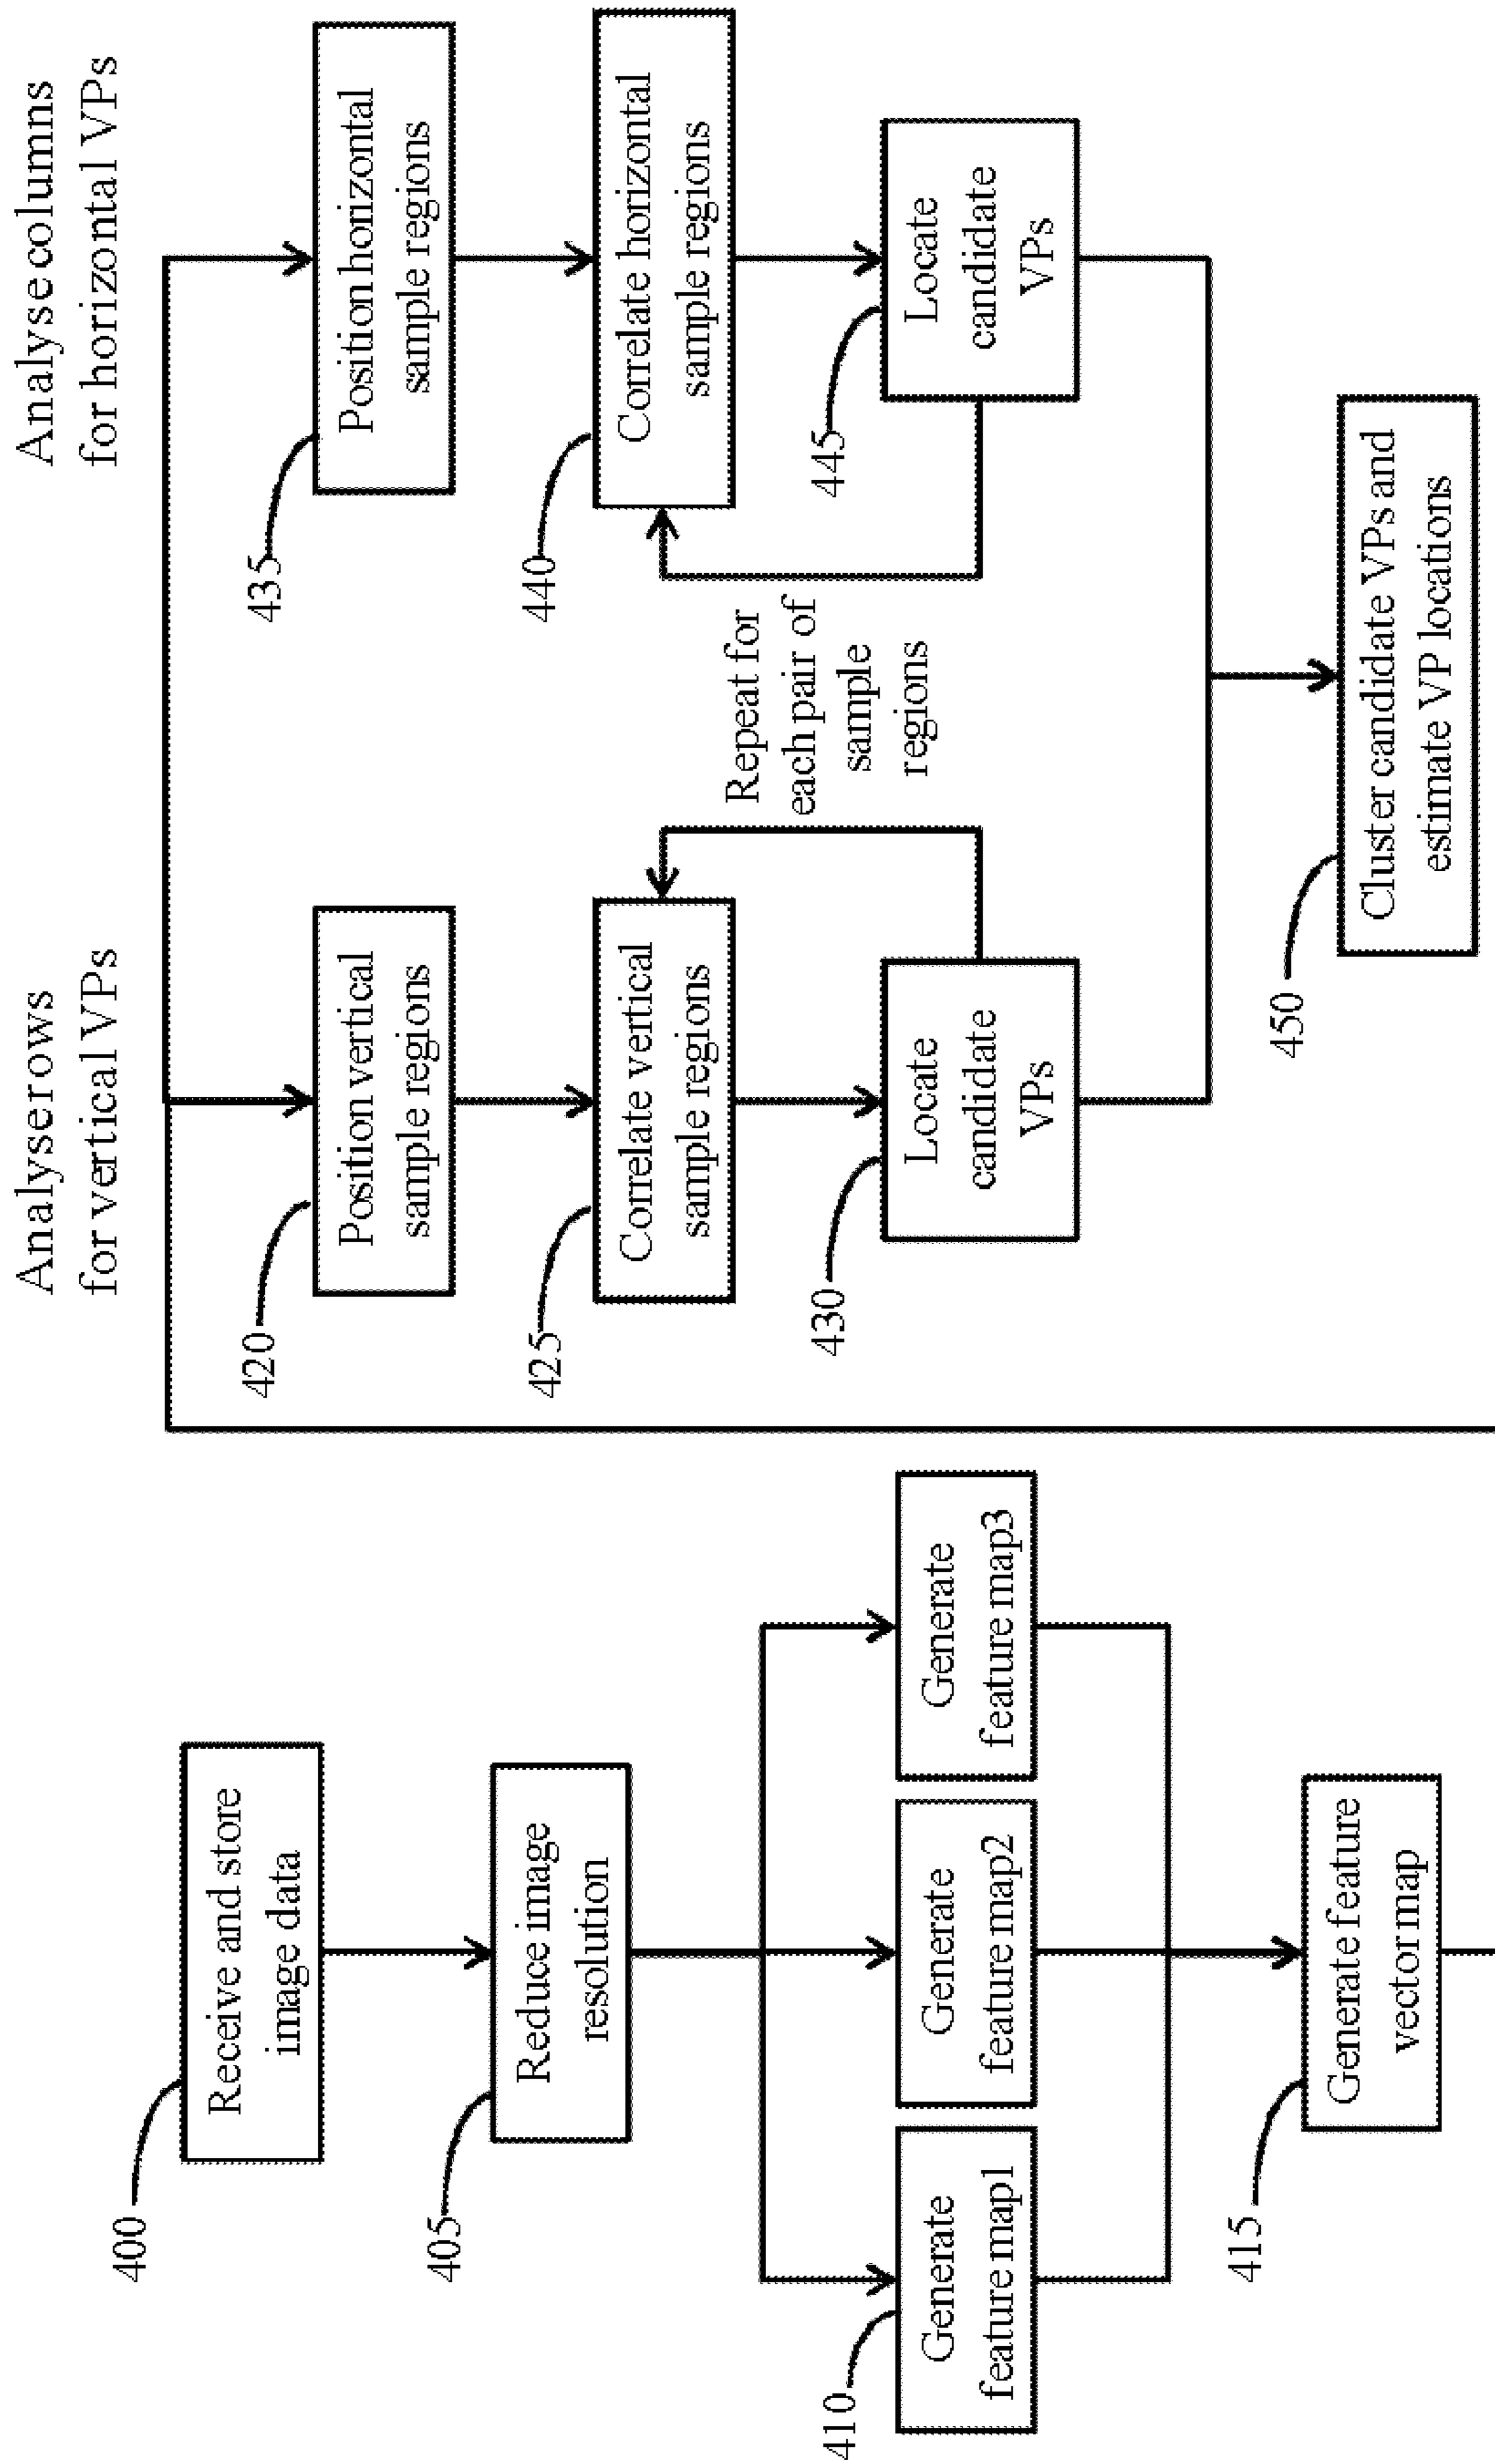 400
Receive and store
image data
405
Reduce image
resolution
410
Generate
feature map1
Generate
feature map2
Generate
feature map3
415
Generate feature
vector map
Analyse rows
for vertical VPs
420
Position vertical
sample regions
425
Correlate vertical
sample regions
430
Locate
candidate
VPs
Repeat for
each pair of
sample
regions
Analyse columns
for horizontal VPs
435
Position horizontal
sample regions
440
Correlate horizontal
sample regions
445
Locate
candidate
VPs
450
Cluster candidate VPs and
estimate VP locations